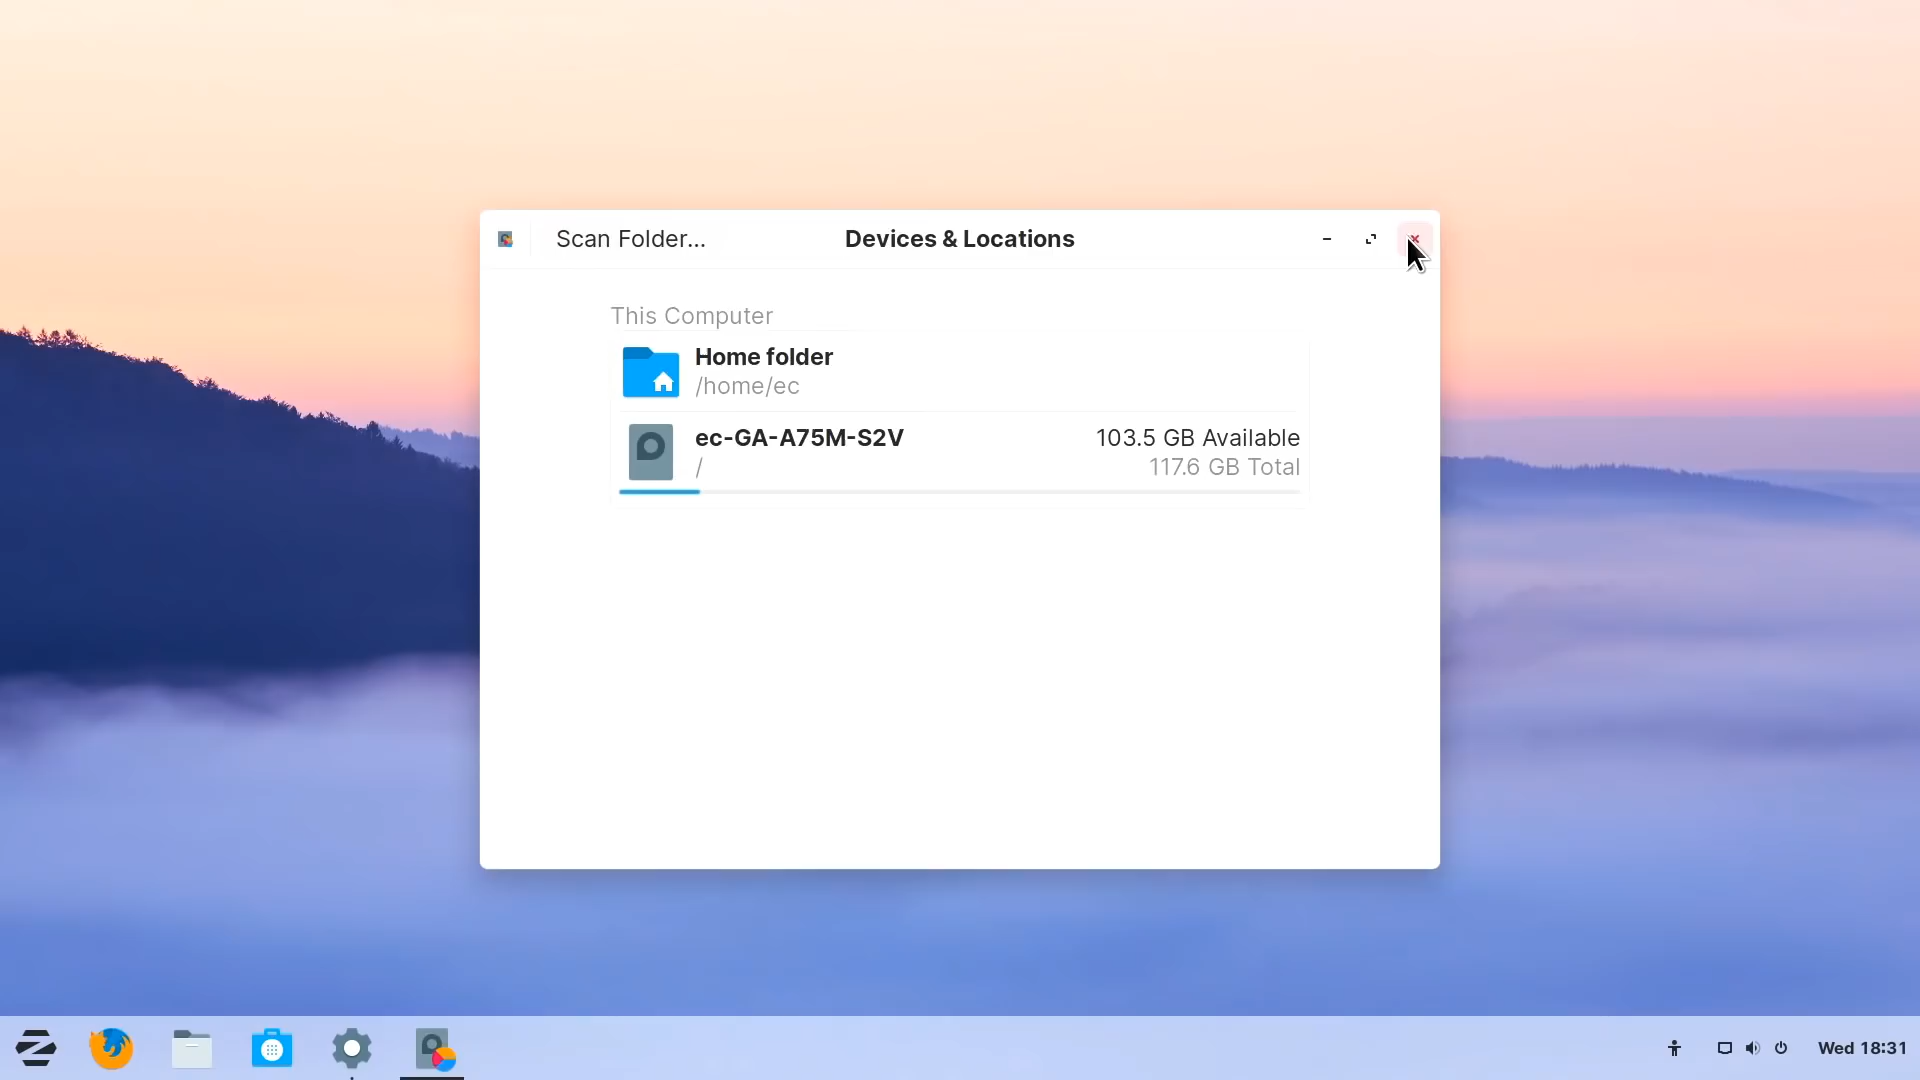 Scan Folder...
Devices & Locations
This Computer
Home folder
/home/ec
ec-GA-A75M-S2V
103.5 GB Available
/
117.6 GB Total
Wed 18:31